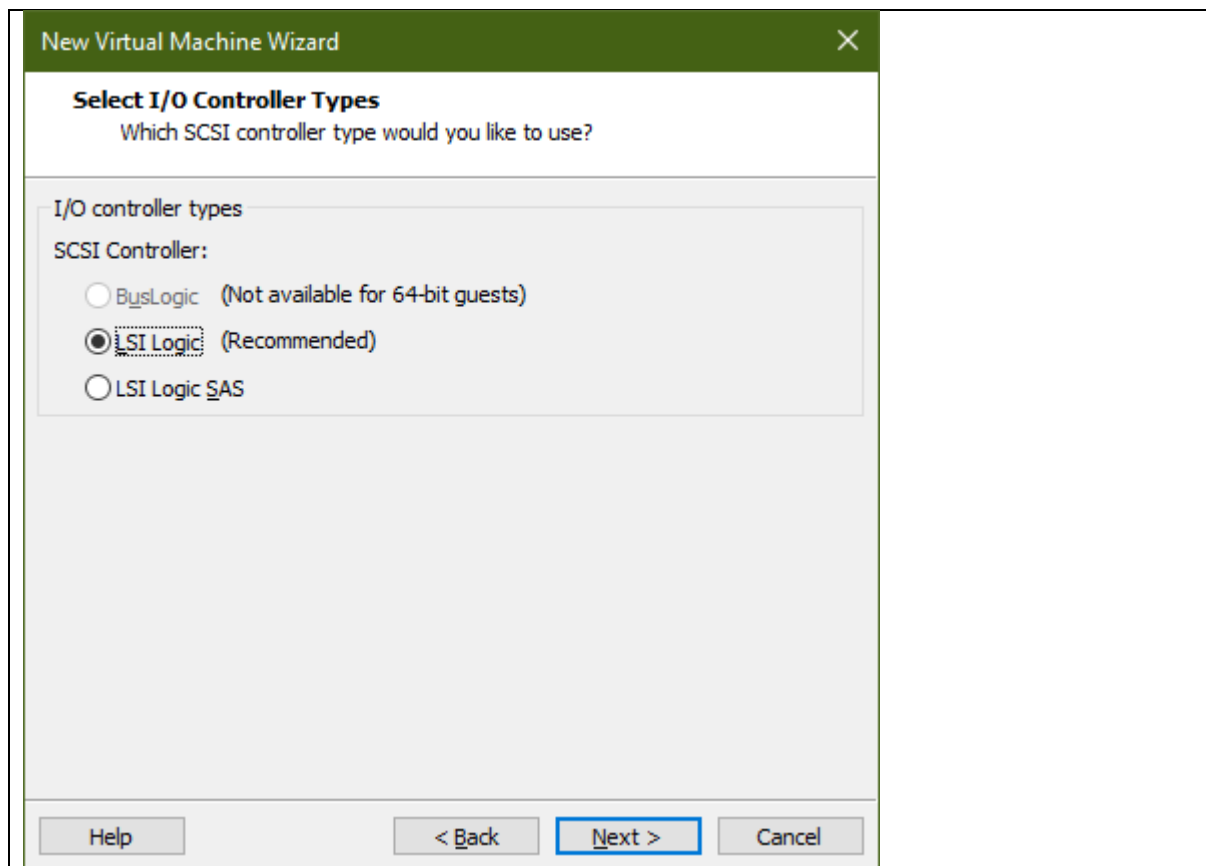 New Virtual Machine Wizard
Select I/O Controller Types
Which SCSI controller type would you like to use?
I/O controller types
SCSI Controller:
BusLogic (Not available for 64-bit guests)
LSI Logic (Recommended)
LSI Logic SAS
Help < Back Next > Cancel